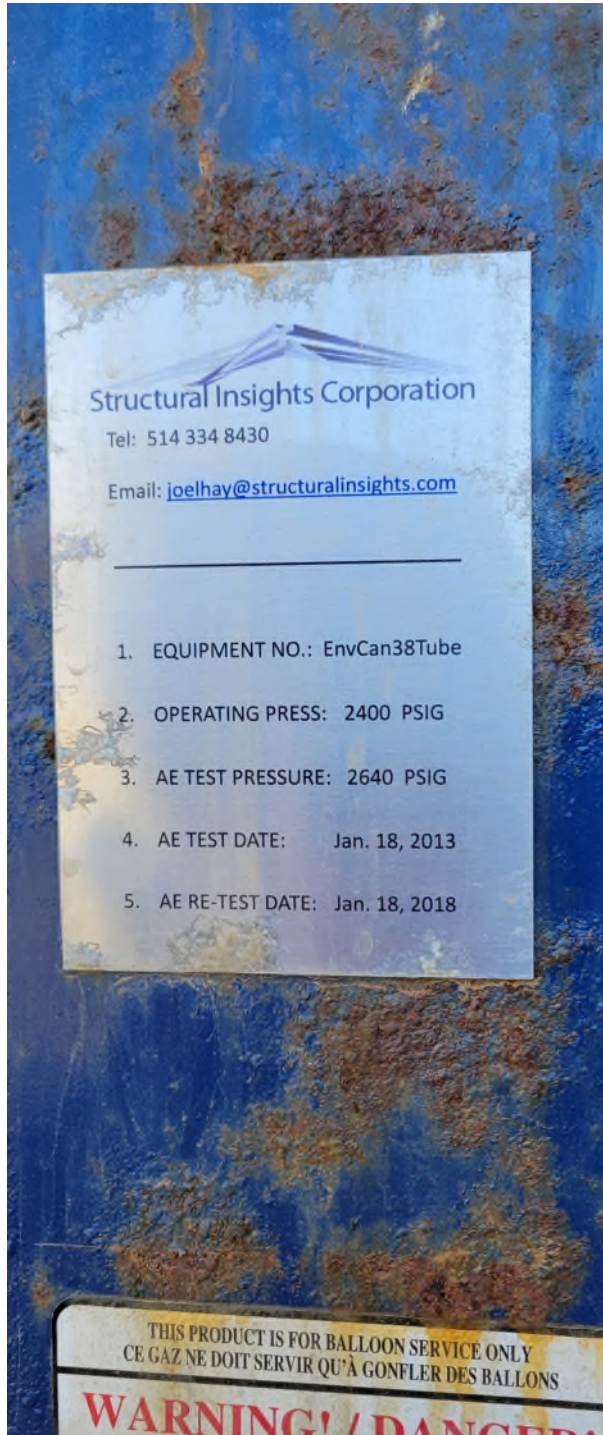 Structural Insights Corporation
Tel: 514 334 8430
Email: joelhay@structuralinsights.com
1. EQUIPMENT NO.: EnvCan38Tube
2. OPERATING PRESS: 2400 PSIG
3. AE TEST PRESSURE: 2640 PSIG
4. AE TEST DATE: Jan. 18, 2013
5. AE RE-TEST DATE: Jan. 18, 2018
THIS PRODUCT IS FOR BALLOON SERVICE ONLY
CE GAZ NE DOIT SERVIR QU'À GONFLER DES BALLONS
WARNING! / DANGER!